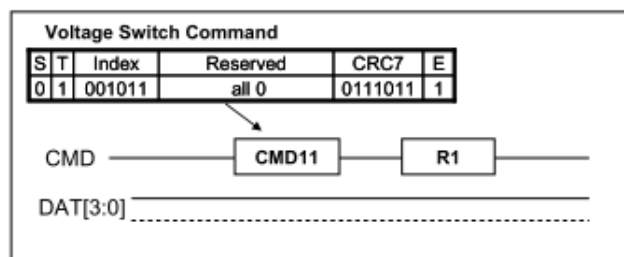 Voltage Switch Command
S T Index Reserved CRC7 E
0 1 001011 all 0 0111011 1
CMD CMD11 R1
DAT[3:0]